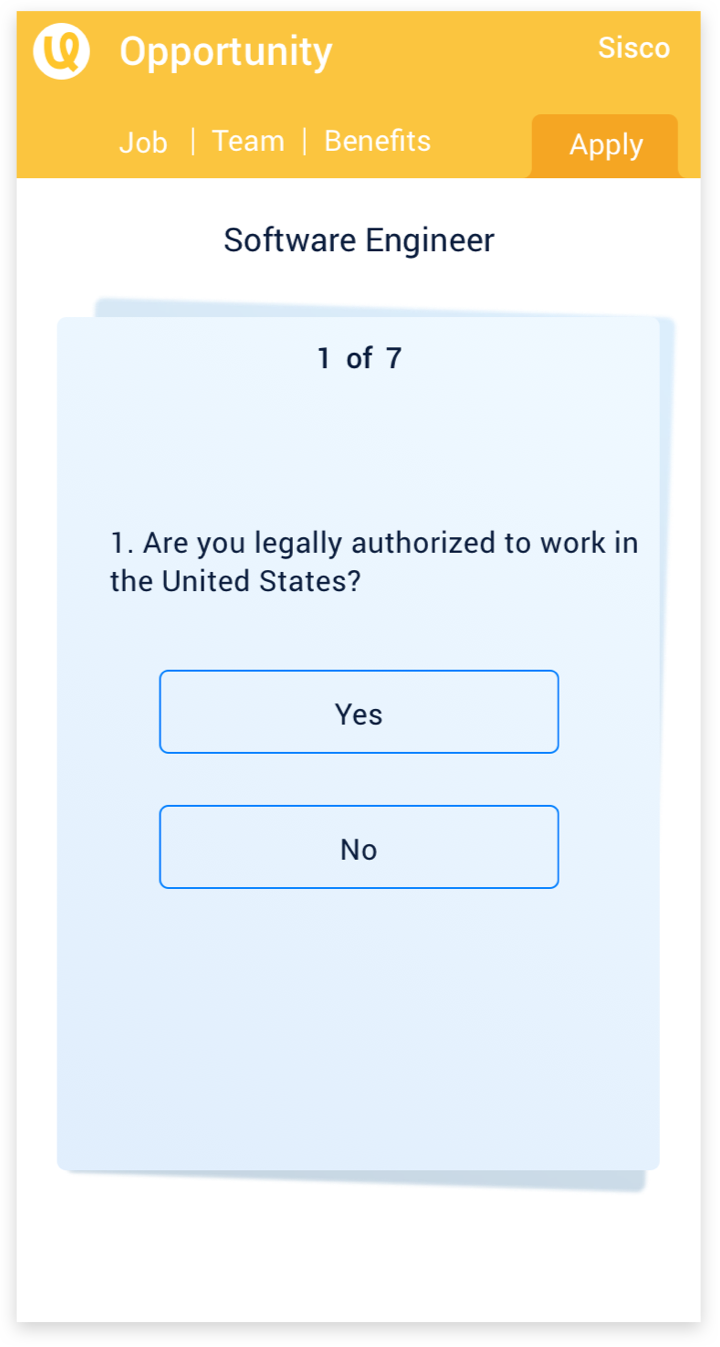 Opportunity
Sisco
Job | Team | Benefits
Apply
Software Engineer
1 of 7
1. Are you legally authorized to work in
the United States?
Yes
No